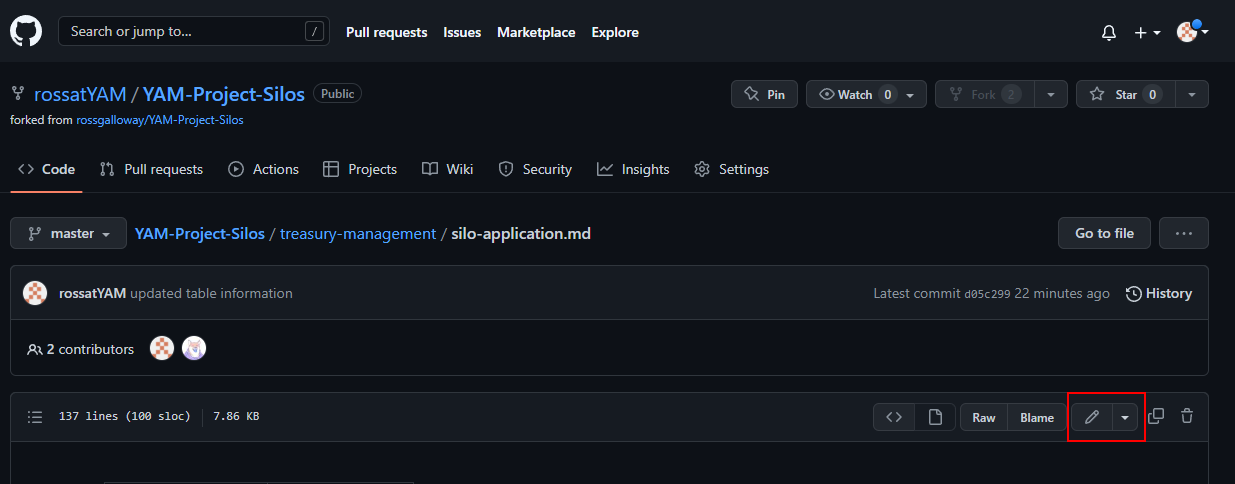 Search or jump to... /
Pull requests Issues Marketplace Explore
rossatYAM / YAM-Project-Silos Public
Pin Watch 0 Fork 2 Star 0
forked from rossgalloway/YAM-Project-Silos
Code Pull requests Actions Projects Wiki Security Insights Settings
master YAM-Project-Silos / treasury-management / silo-application.md Go to file ...
rossatYAM updated table information Latest commit d05c299 22 minutes ago History
2 contributors
137 lines (100 sloc) 7.86 KB Raw Blame